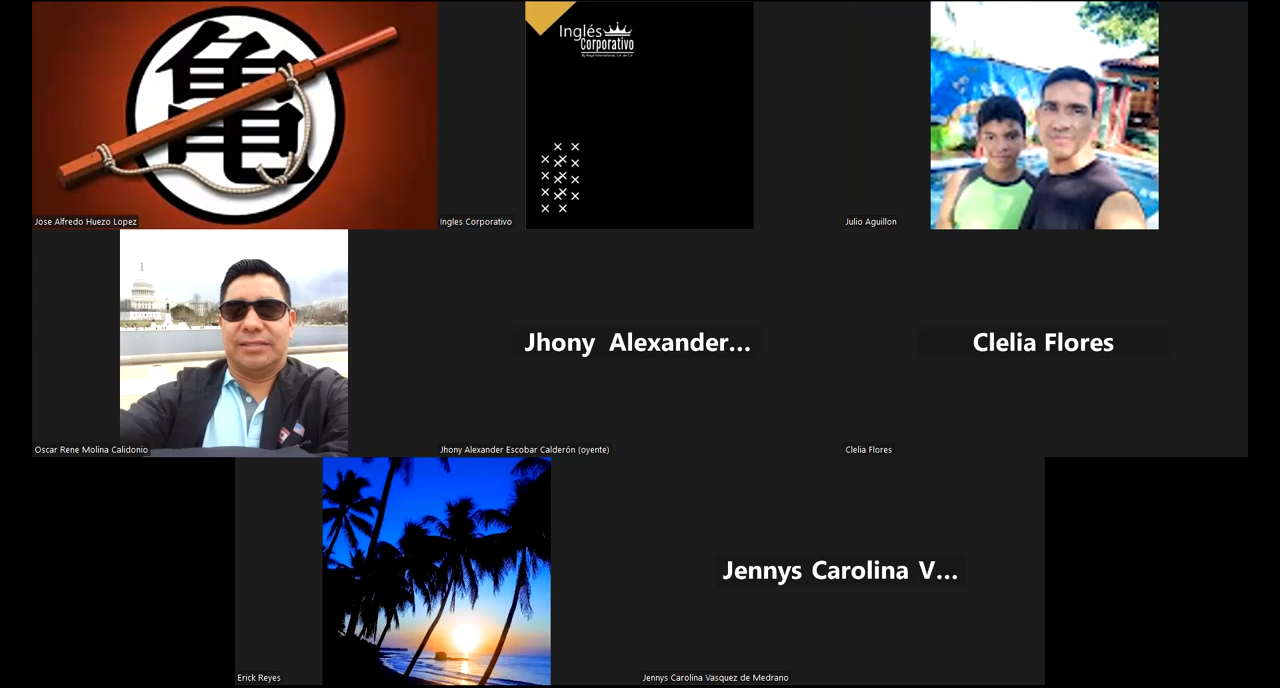 亀
Jose Alfredo Huezo Lopez
Inglés
Corporativo
Ingles Corporativo
Julio Aguillon
Oscar Rene Molina Calidonio
Jhony Alexander...
Jhony Alexander Escobar Calderón (oyente)
Clelia Flores
Clelia Flores
Erick Reyes
Jennys Carolina V...
Jennys Carolina Vasquez de Medrano